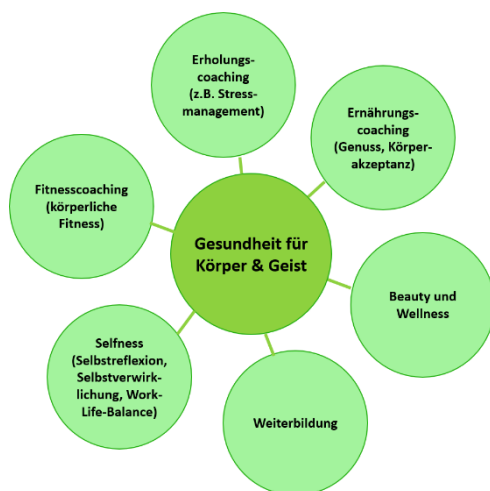 Erholungs-
coaching
(z.B. Stress-
management)
Ernährungs-
coaching
(Genuss, Körper-
akzeptanz)
Fitnesscoaching
(körperliche
Fitness)
Gesundheit für
Körper & Geist
Beauty und
Wellness
Selfness
(Selbstreflexion,
Selbstverwirk-
lichung, Work-
Life-Balance)
Weiterbildung